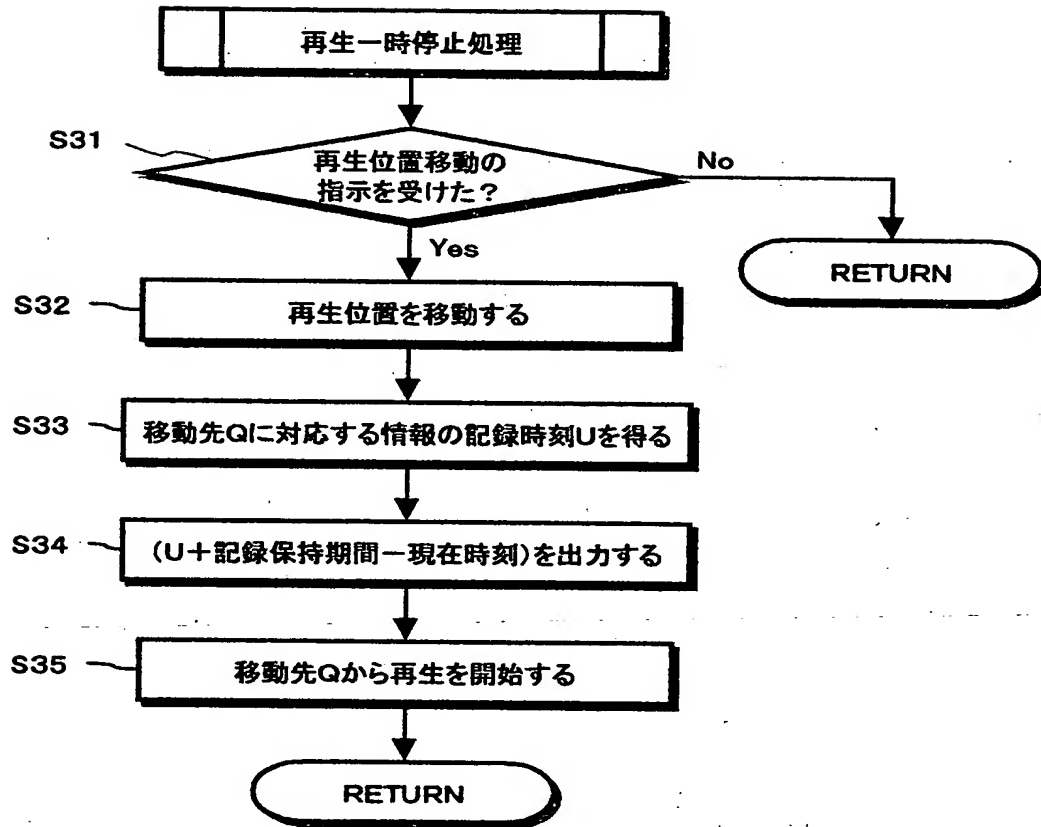 再生一時停止処理
S31
再生位置移動の
指示を受けた?
No
Yes
RETURN
S32
再生位置を移動する
S33
移動先Qに対応する情報の記録時刻Uを得る
S34
(U+記録保持期間-現在時刻)を出力する
S35
移動先Qから再生を開始する
RETURN